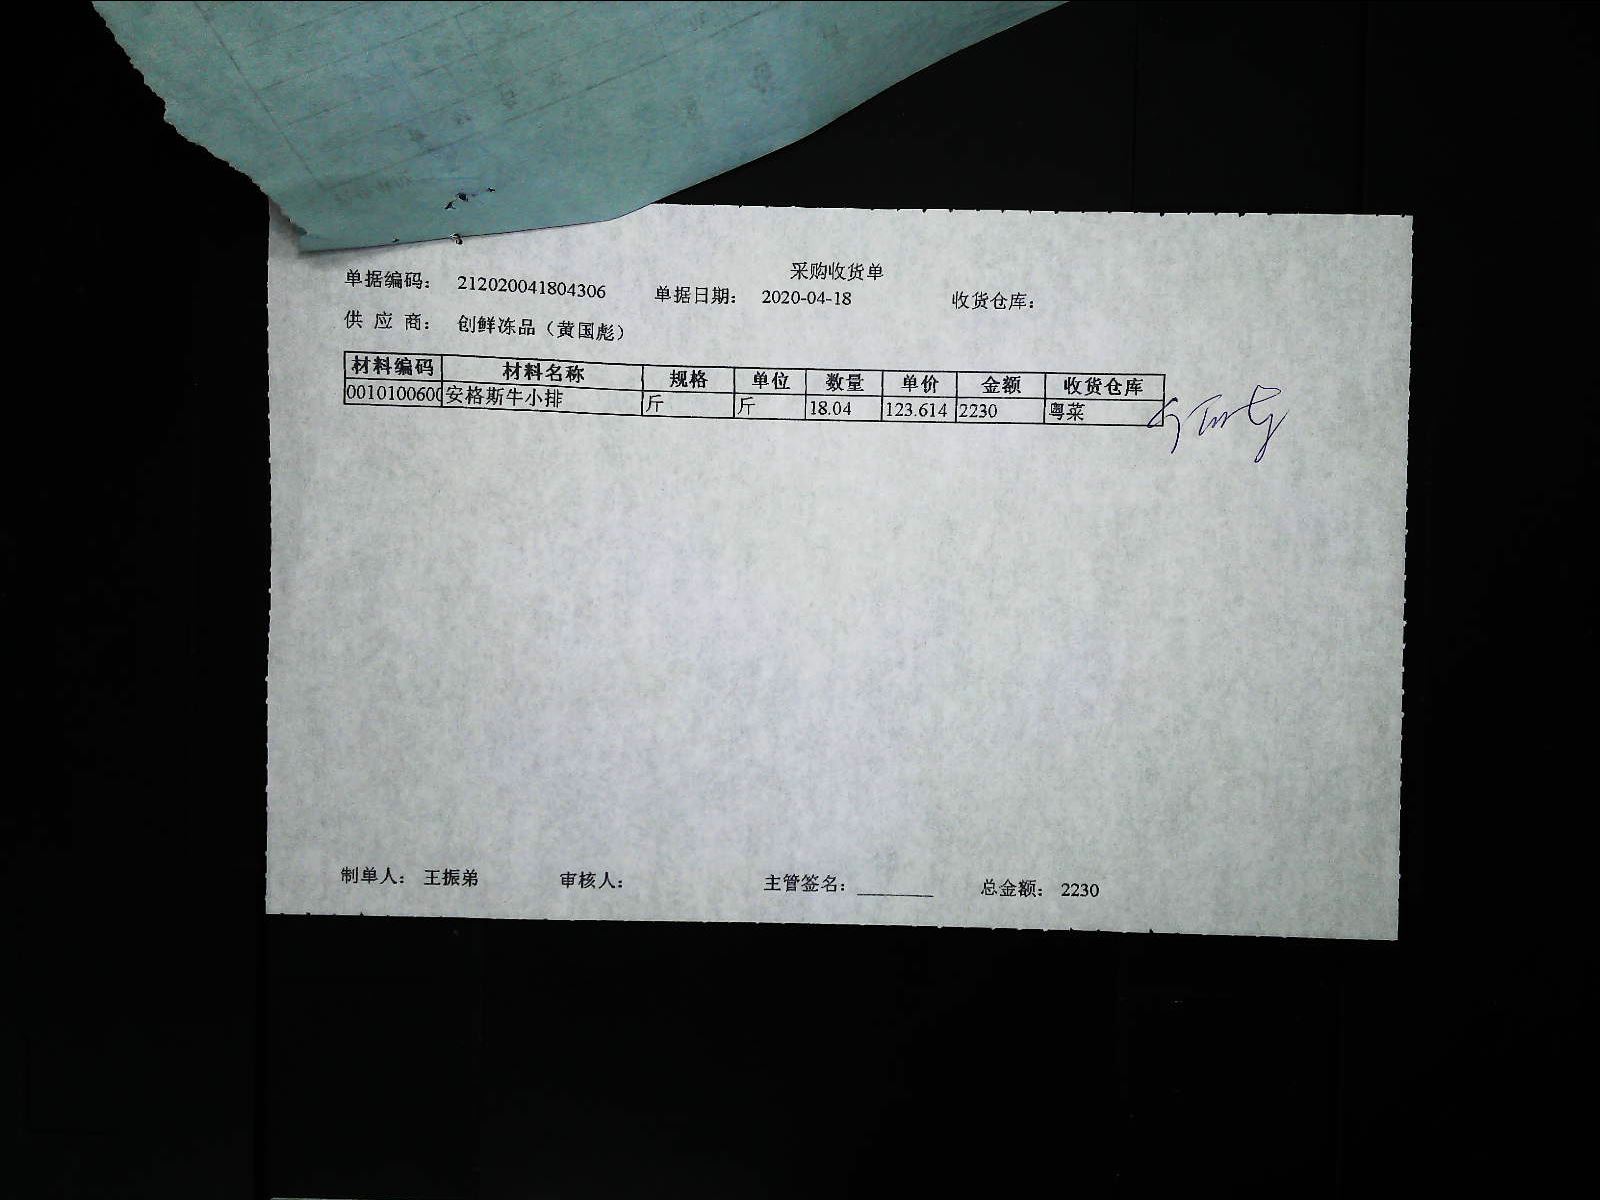 采购收货单
单据编码： 212020041804306 单据日期： 2020-04-18 收货仓库：
供 应 商： 创鲜冻品（黄国彪）
材料编码 材料名称 规格 单位 数量 单价 金额 收货仓库
0010100600 安格斯牛小排 斤 斤 18.04 123.614 2230 粤菜
制单人： 王振弟 审核人： 主管签名： ________ 总金额： 2230